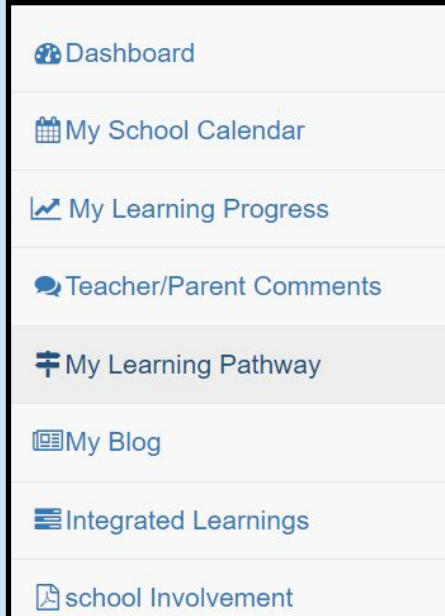 Dashboard
My School Calendar
My Learning Progress
Teacher/Parent Comments
My Learning Pathway
My Blog
Integrated Learnings
school Involvement